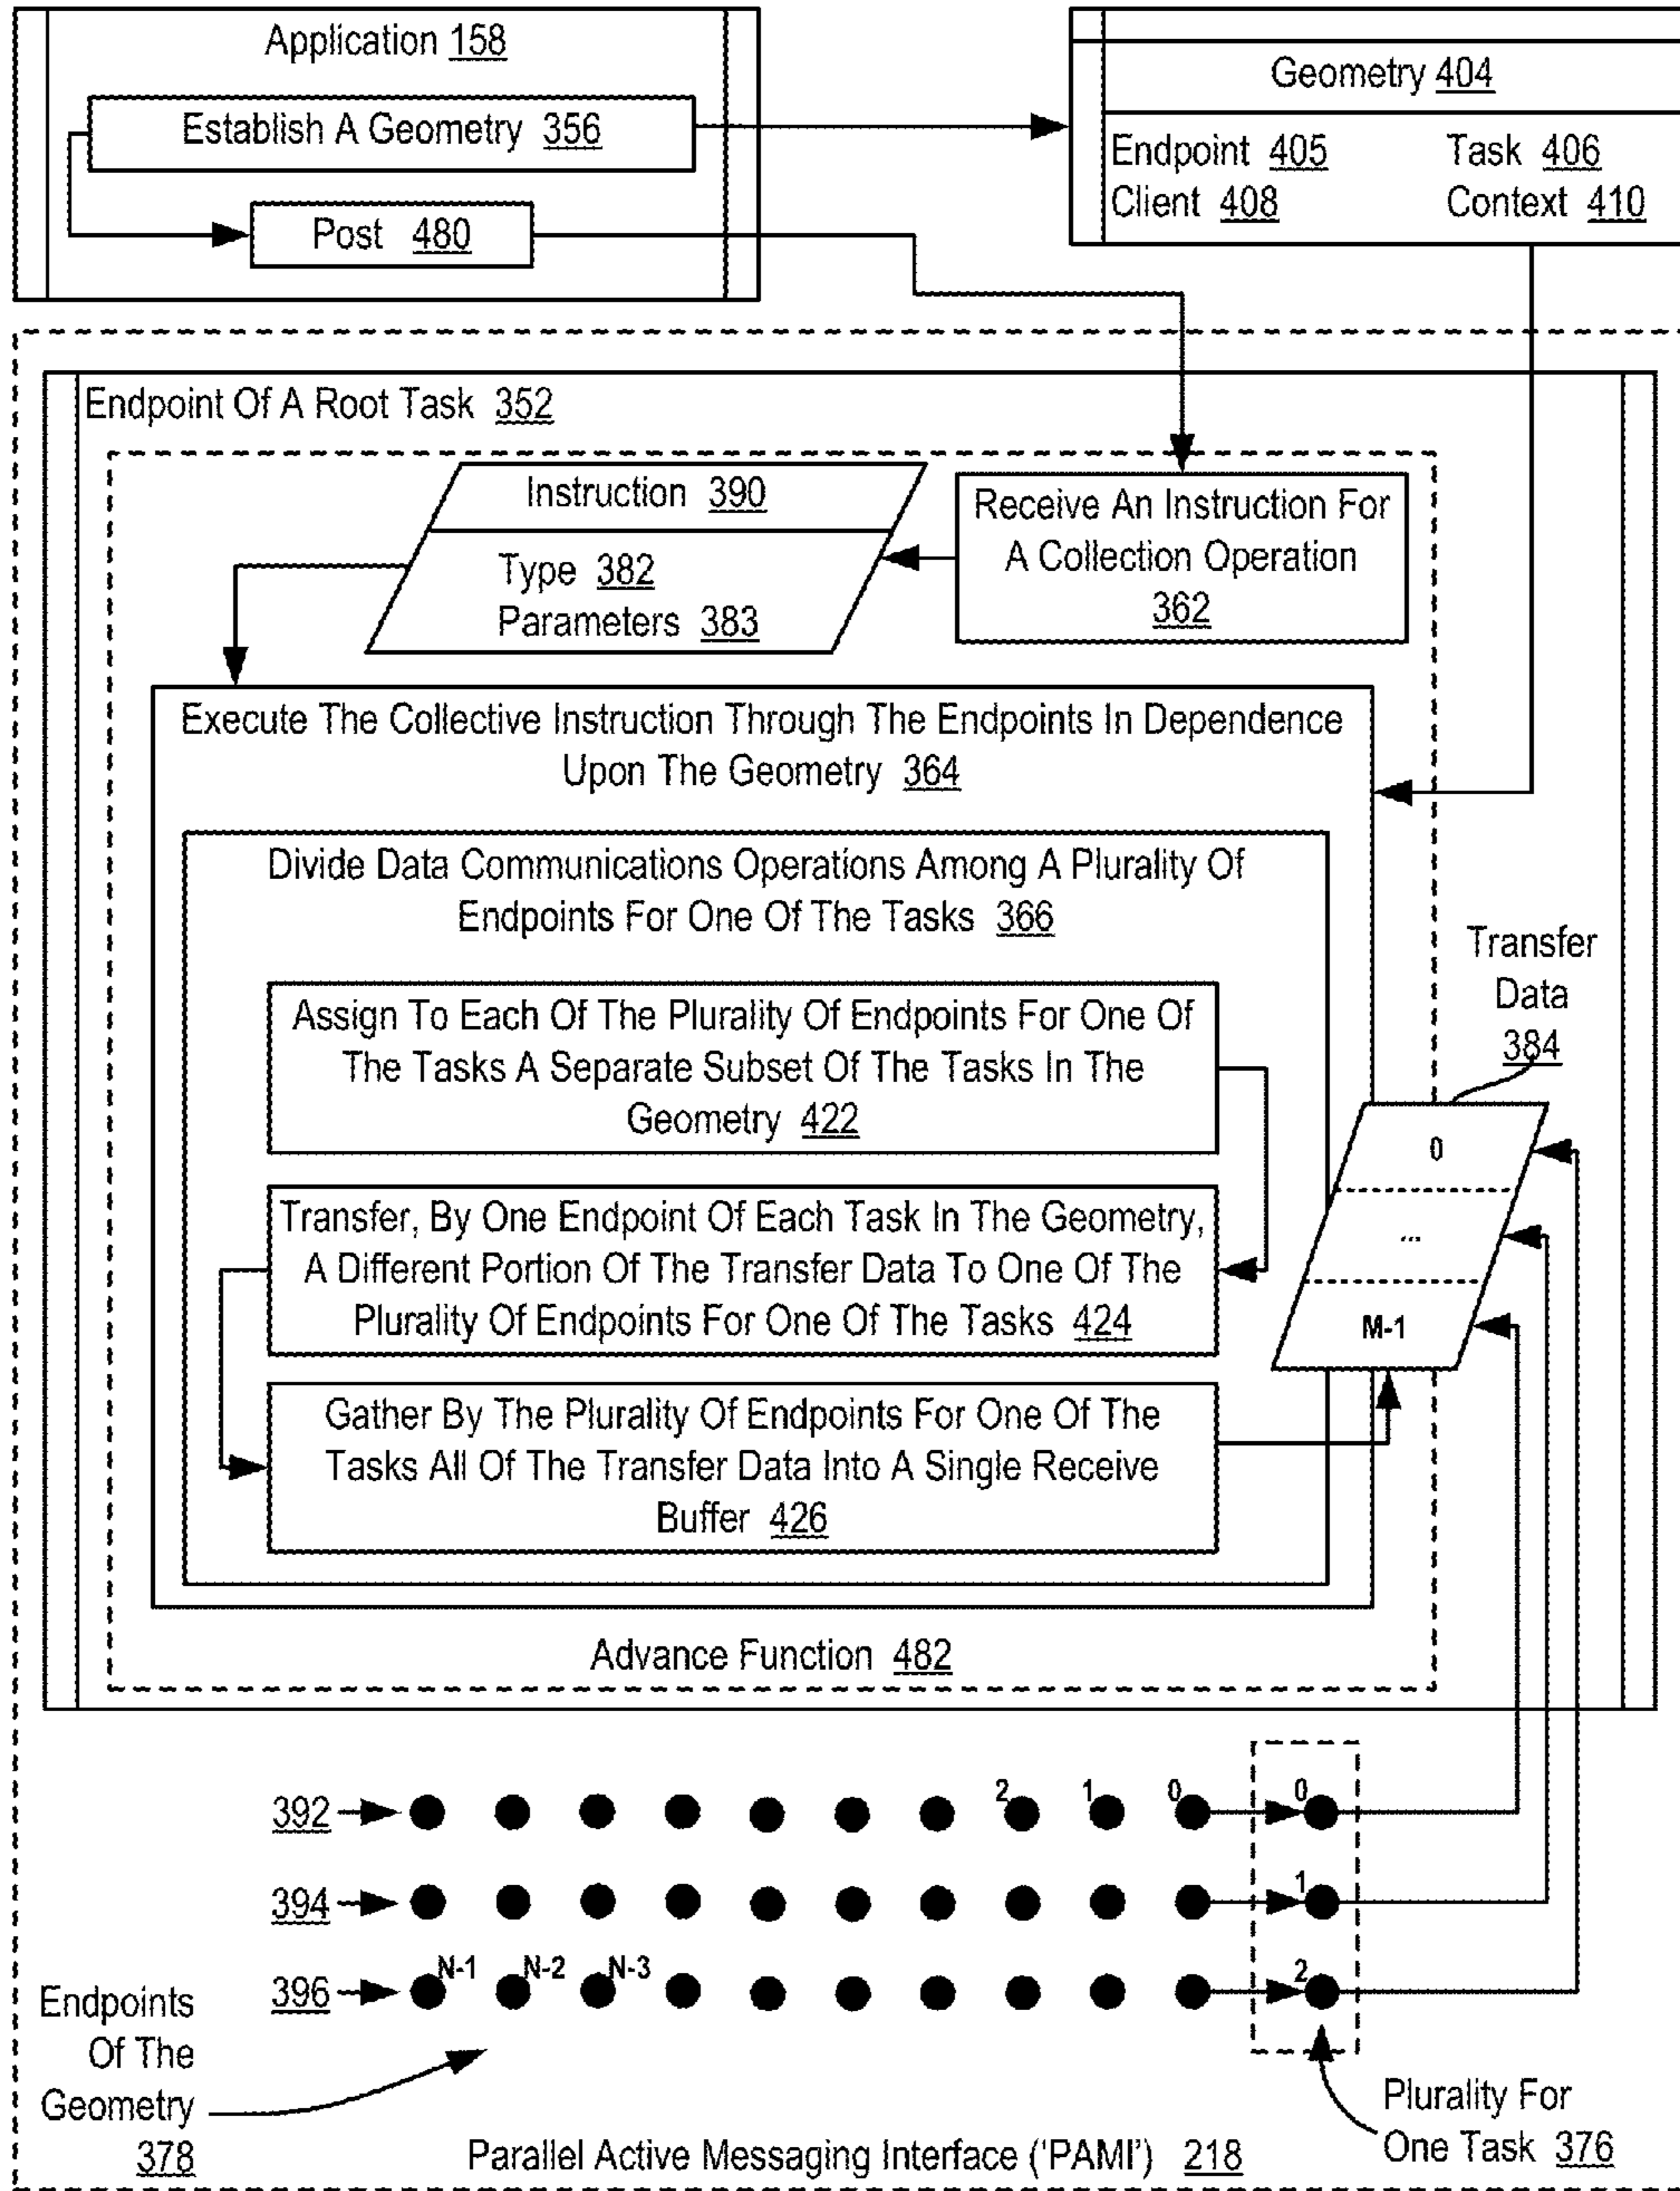 Application 158
Establish A Geometry 356
Post 480
Geometry 404
Endpoint 405 Task 406
Client 408 Context 410
Endpoint Of A Root Task 352
Instruction 390
Type 382
Parameters 383
Receive An Instruction For
A Collection Operation
362
Execute The Collective Instruction Through The Endpoints In Dependence
Upon The Geometry 364
Divide Data Communications Operations Among A Plurality Of
Endpoints For One Of The Tasks 366
Assign To Each Of The Plurality Of Endpoints For One Of
The Tasks A Separate Subset Of The Tasks In The
Geometry 422
Transfer, By One Endpoint Of Each Task In The Geometry,
A Different Portion Of The Transfer Data To One Of The
Plurality Of Endpoints For One Of The Tasks 424
Gather By The Plurality Of Endpoints For One Of The
Tasks All Of The Transfer Data Into A Single Receive
Buffer 426
Transfer
Data
384
0
...
M-1
Advance Function 482
392 2 1 0 0
394 1
396 N-1 N-2 N-3 2
Endpoints
Of The
Geometry
378
Plurality For
One Task 376
Parallel Active Messaging Interface ('PAMI') 218